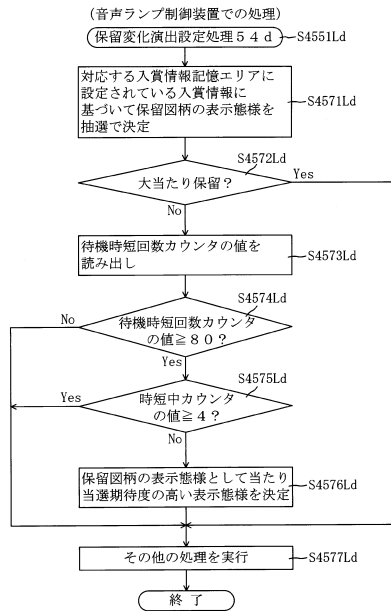 (音声ランプ制御装置での処理)
保留変化演出設定処理54d
S4551Ld
対応する入賞情報記憶エリアに
設定されている入賞情報に
基づいて保留図柄の表示態様を
抽選で決定
S4571Ld
S4572Ld
大当たり保留?
Yes
No
待機時短回数カウンタの値を
読み出し
S4573Ld
S4574Ld
No
待機時短回数カウンタ
の値≧80?
Yes
S4575Ld
Yes
時短中カウンタ
の値≧4?
No
保留図柄の表示態様として当たり
当選期待度の高い表示態様を決定
S4576Ld
その他の処理を実行
S4577Ld
終了